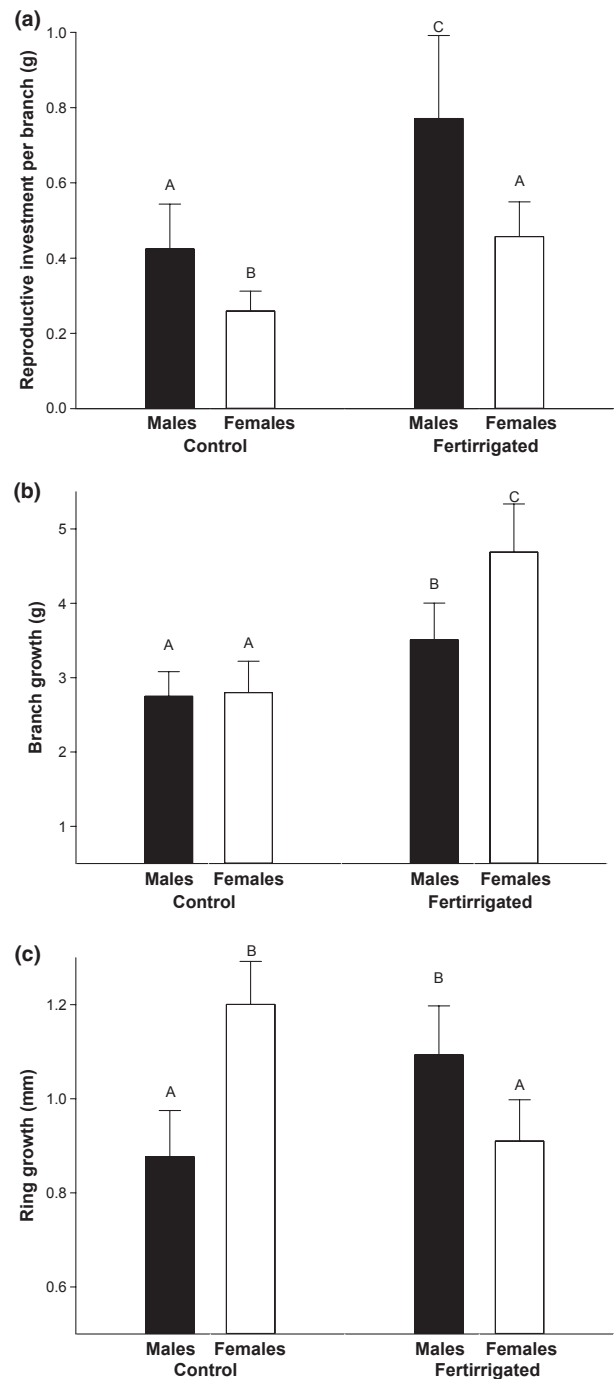 (a)
Reproductive investment per branch (g)
1.0
0.8
0.6
0.4
0.2
0.0
A
B
C
A
Males Females Males Females
Control Fertirrigated
(b)
Branch growth (g)
5
4
3
2
1
A
A
B
C
Males Females Males Females
Control Fertirrigated
(c)
Ring growth (mm)
1.2
1.0
0.8
0.6
A
B
B
A
Males Females Males Females
Control Fertirrigated